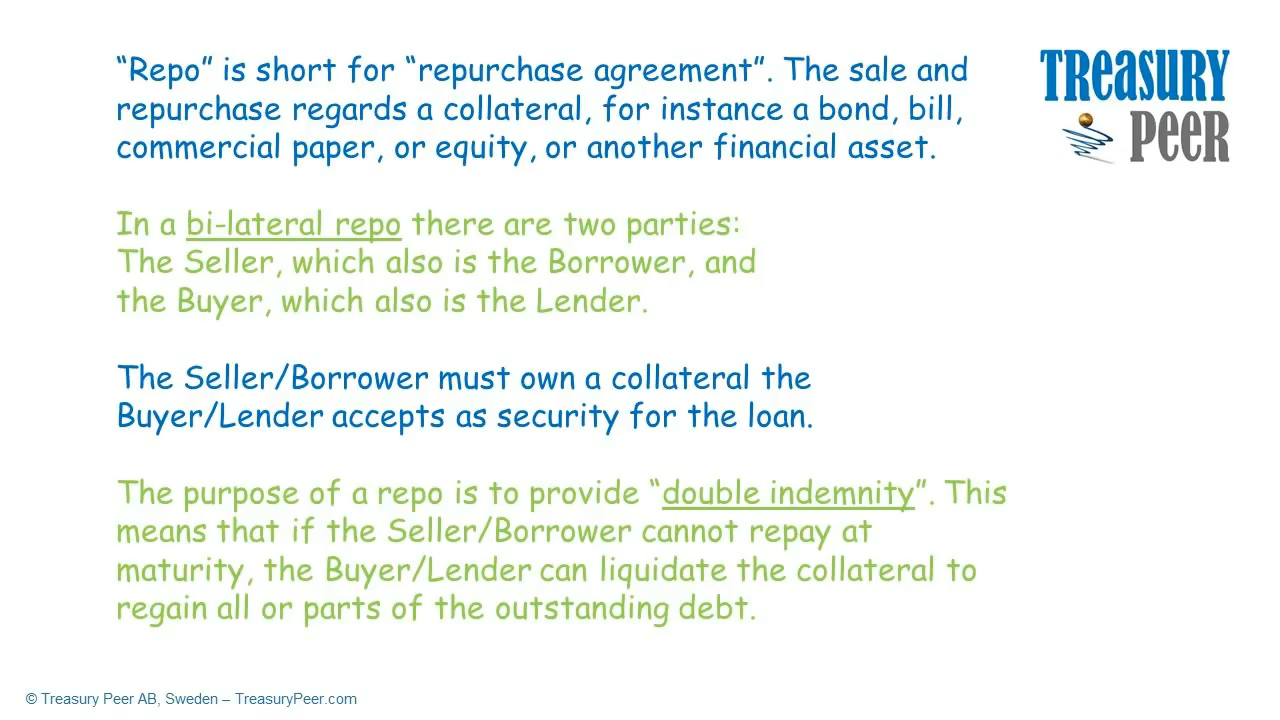 “Repo” is short for “repurchase agreement”. The sale and
repurchase regards a collateral, for instance a bond, bill,
commercial paper, or equity, or another financial asset.
TREASURY
PEER
In a bi-lateral repo there are two parties:
The Seller, which also is the Borrower, and
the Buyer, which also is the Lender.
The Seller/Borrower must own a collateral the
Buyer/Lender accepts as security for the loan.
The purpose of a repo is to provide “double indemnity”. This
means that if the Seller/Borrower cannot repay at
maturity, the Buyer/Lender can liquidate the collateral to
regain all or parts of the outstanding debt.
© Treasury Peer AB, Sweden – TreasuryPeer.com